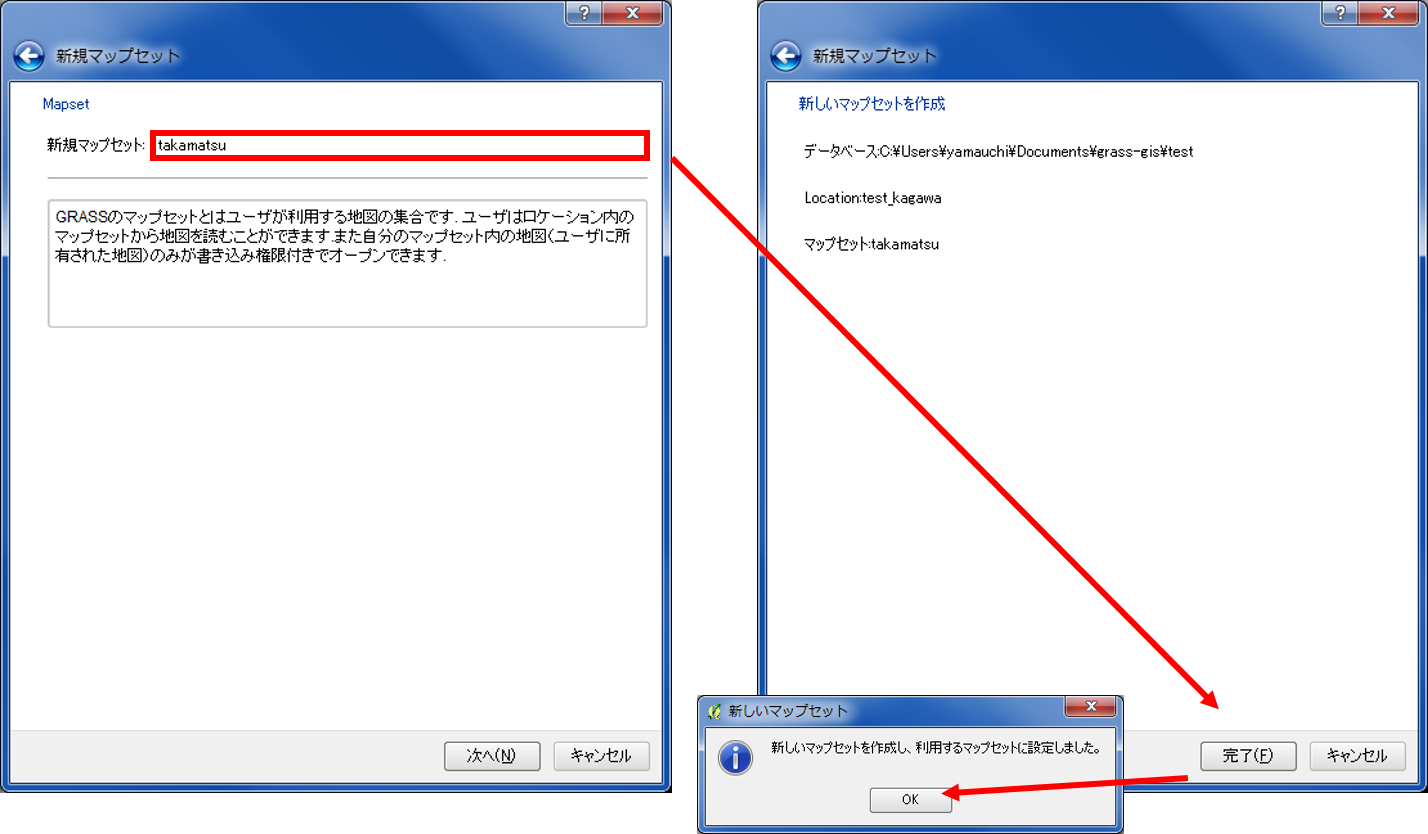 新規マップセット
Mapset
新規マップセット: takamatsu
GRASSのマップセットとはユーザが利用する地図の集合です. ユーザはロケーション内の
マップセットから地図を読むことができます.また自分のマップセット内の地図(ユーザに所
有された地図)のみが書き込み権限付きでオープンできます.
次へ(N)
キャンセル
新規マップセット
新しいマップセットを作成
データベース:C:¥Users¥yamauchi¥Documents¥grass-gis¥test
Location:test_kagawa
マップセット:takamatsu
完了(F)
キャンセル
新しいマップセット
新しいマップセットを作成し、利用するマップセットに設定しました。
OK